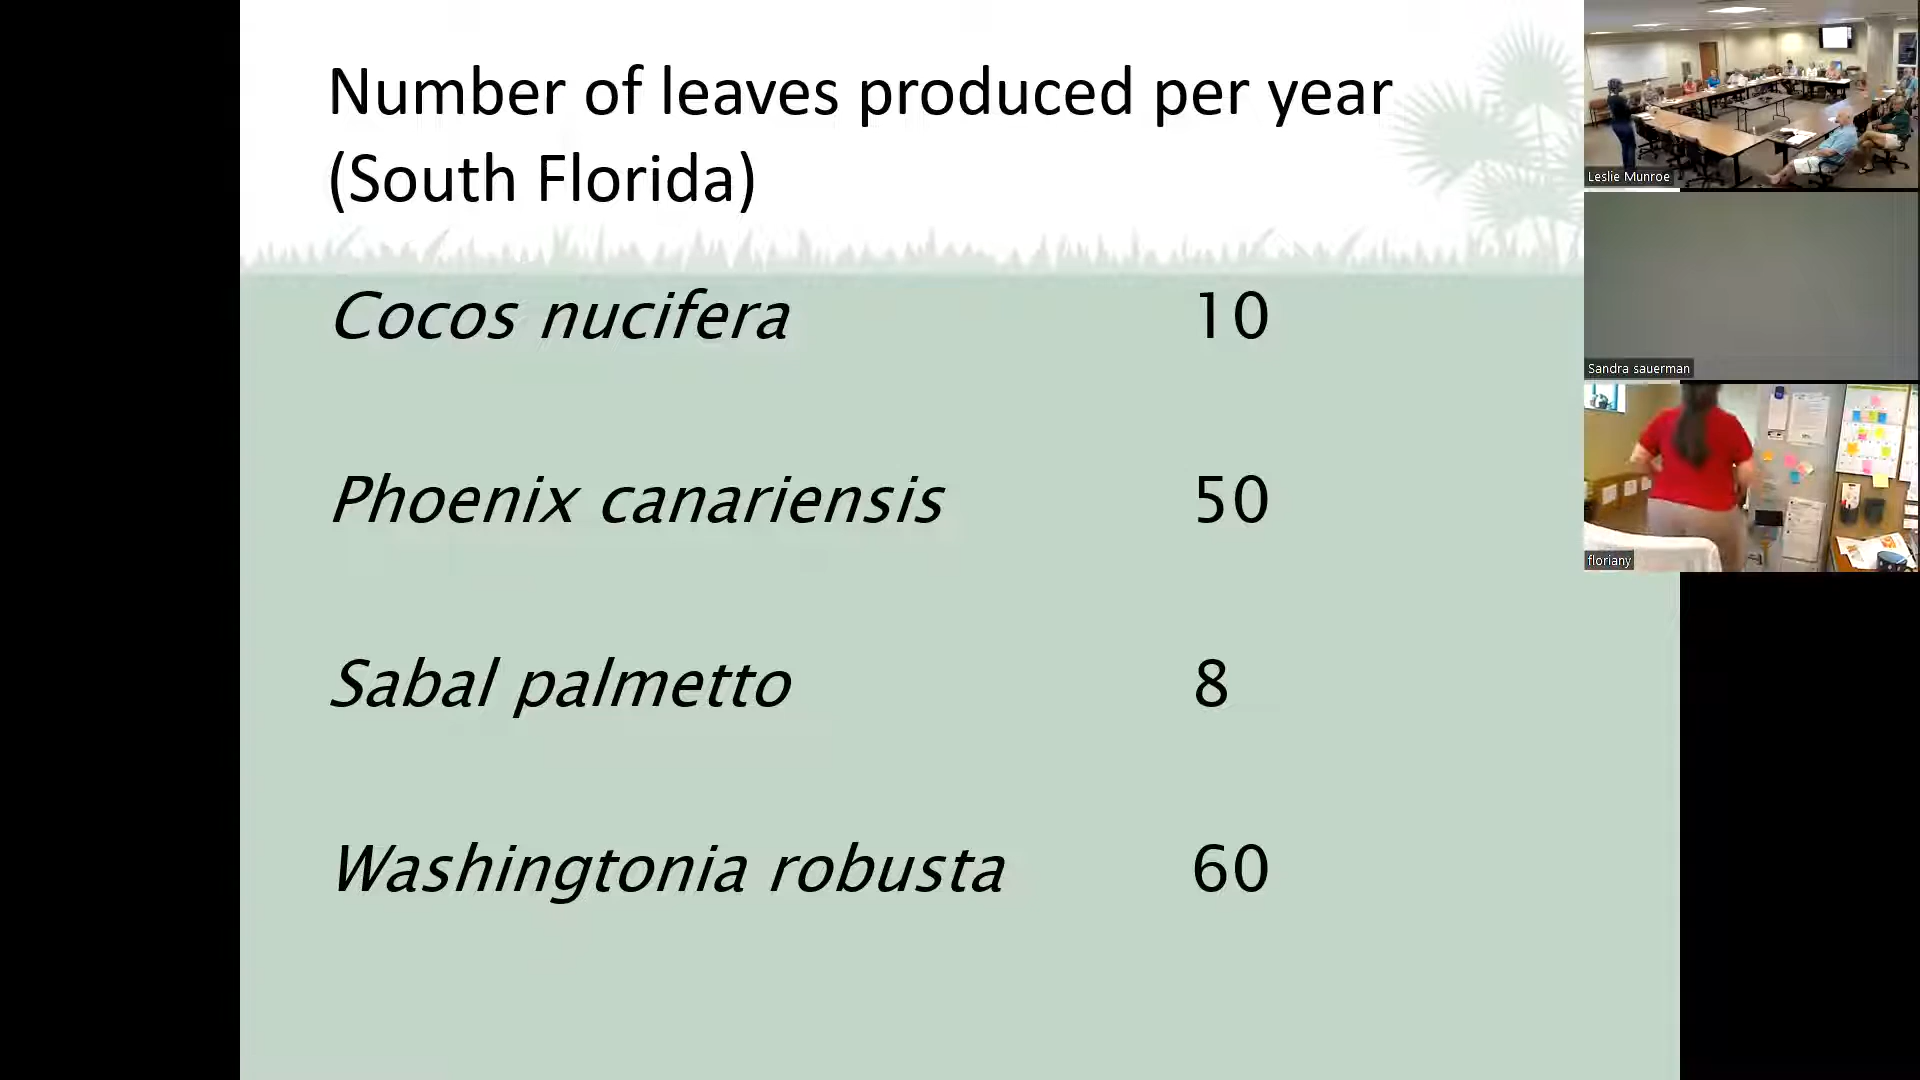 Number of leaves produced per year
(South Florida)
Cocos nucifera 10
Phoenix canariensis 50
Sabal palmetto 8
Washingtonia robusta 60
Leslie Munroe
Sandra sauerman
floriany